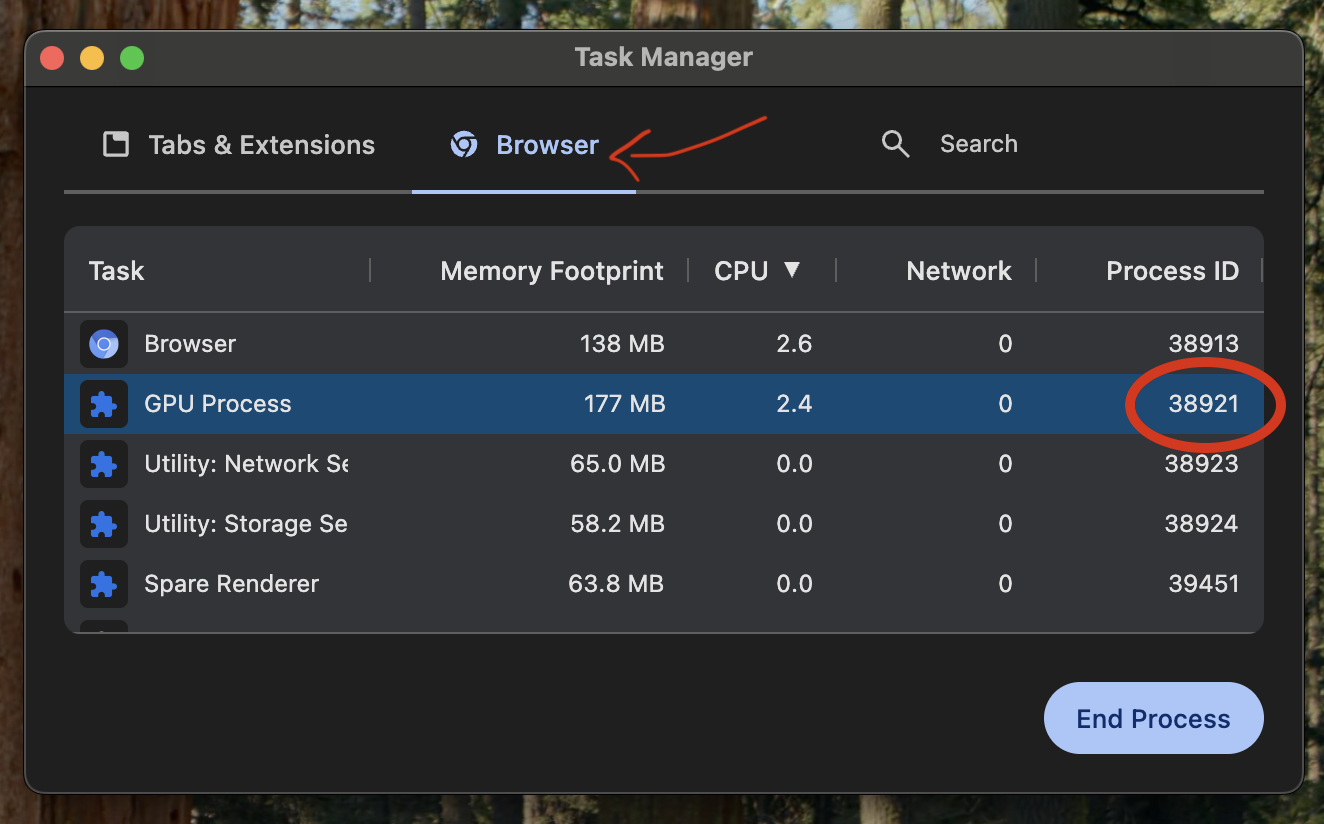 Task Manager
Tabs & Extensions Browser Search
Task Memory Footprint CPU ▼ Network Process ID
Browser 138 MB 2.6 0 38913
GPU Process 177 MB 2.4 0 38921
Utility: Network Se 65.0 MB 0.0 0 38923
Utility: Storage Se 58.2 MB 0.0 0 38924
Spare Renderer 63.8 MB 0.0 0 39451
End Process